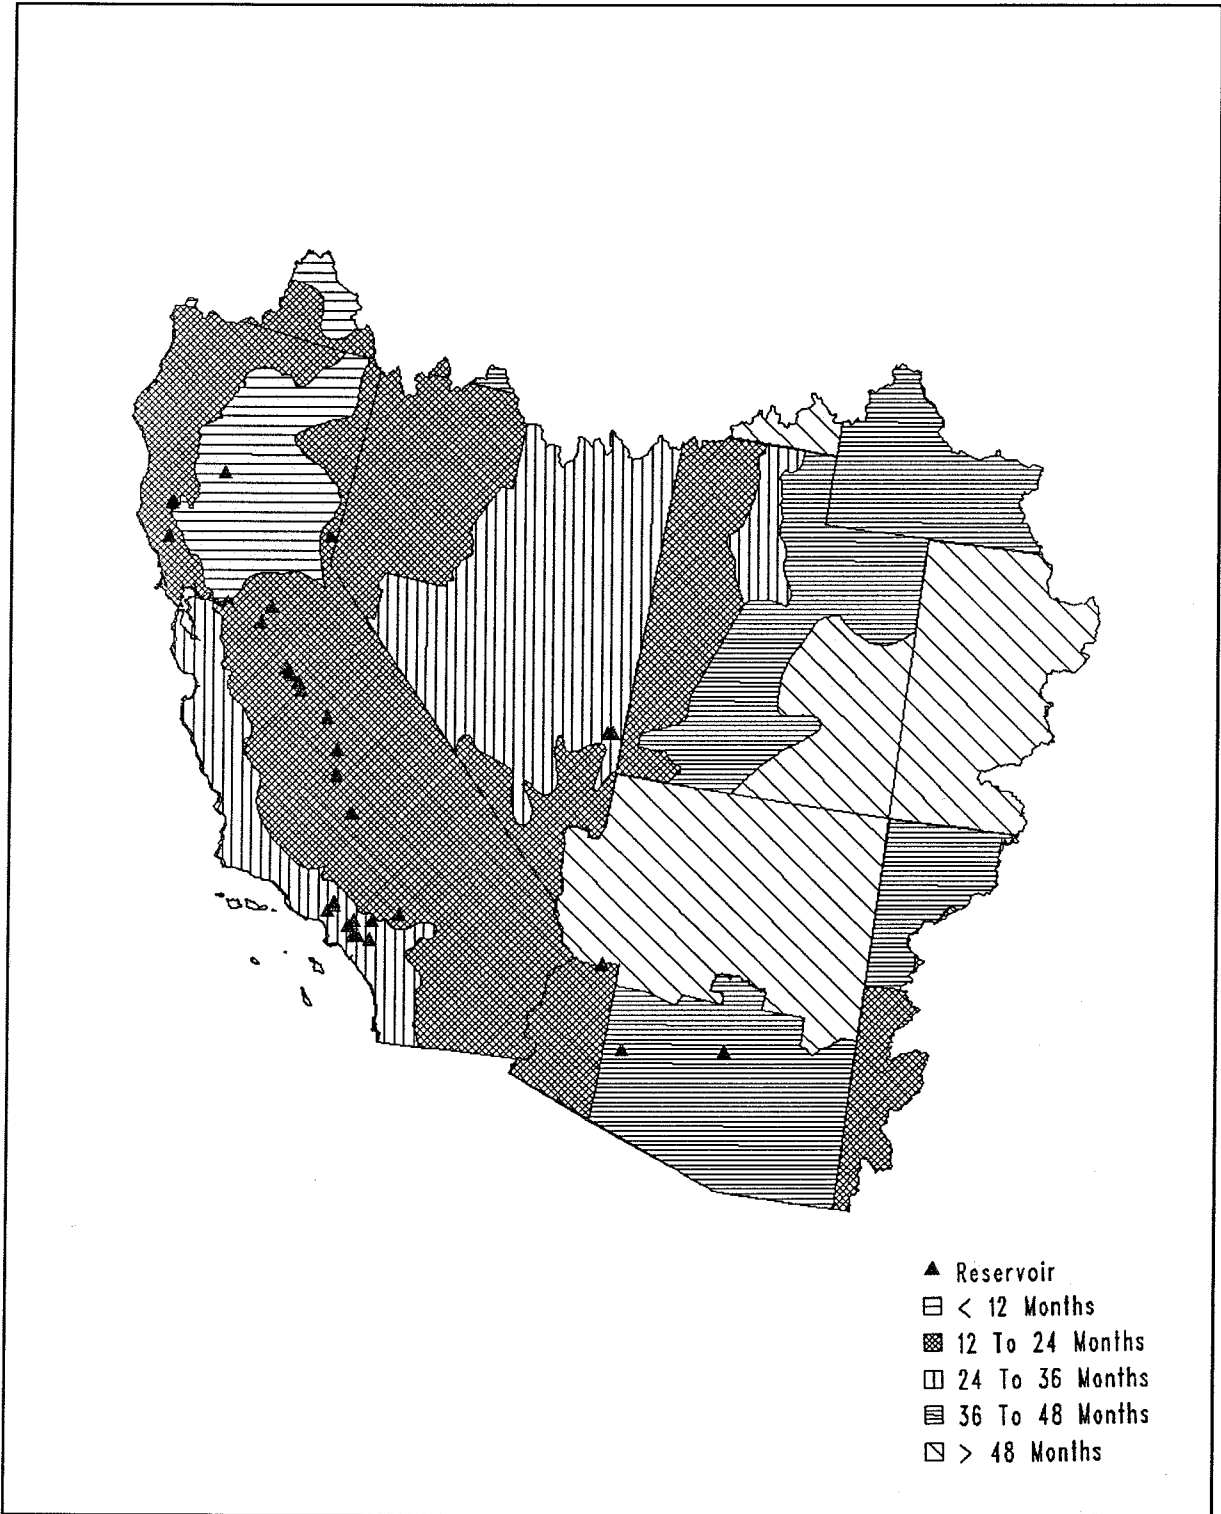 Reservoir
< 12 Months
12 To 24 Months
24 To 36 Months
36 To 48 Months
> 48 Months